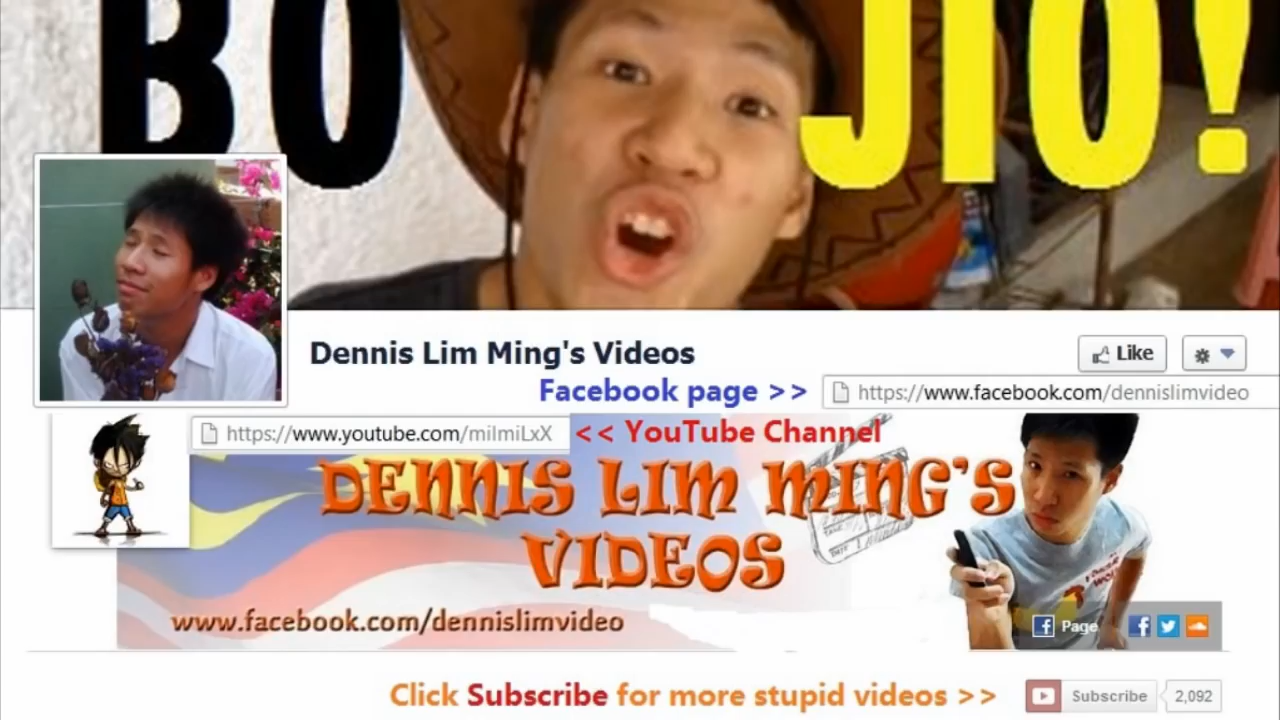 BO JIO!
Dennis Lim Ming's Videos
Like
Facebook page >>
https://www.facebook.com/dennislimvideo
https://www.youtube.com/milmiLxX
<< YouTube Channel
DENNIS LIM MING'S
VIDEOS
www.facebook.com/dennislimvideo
Page
Click Subscribe for more stupid videos >>
Subscribe
2,092